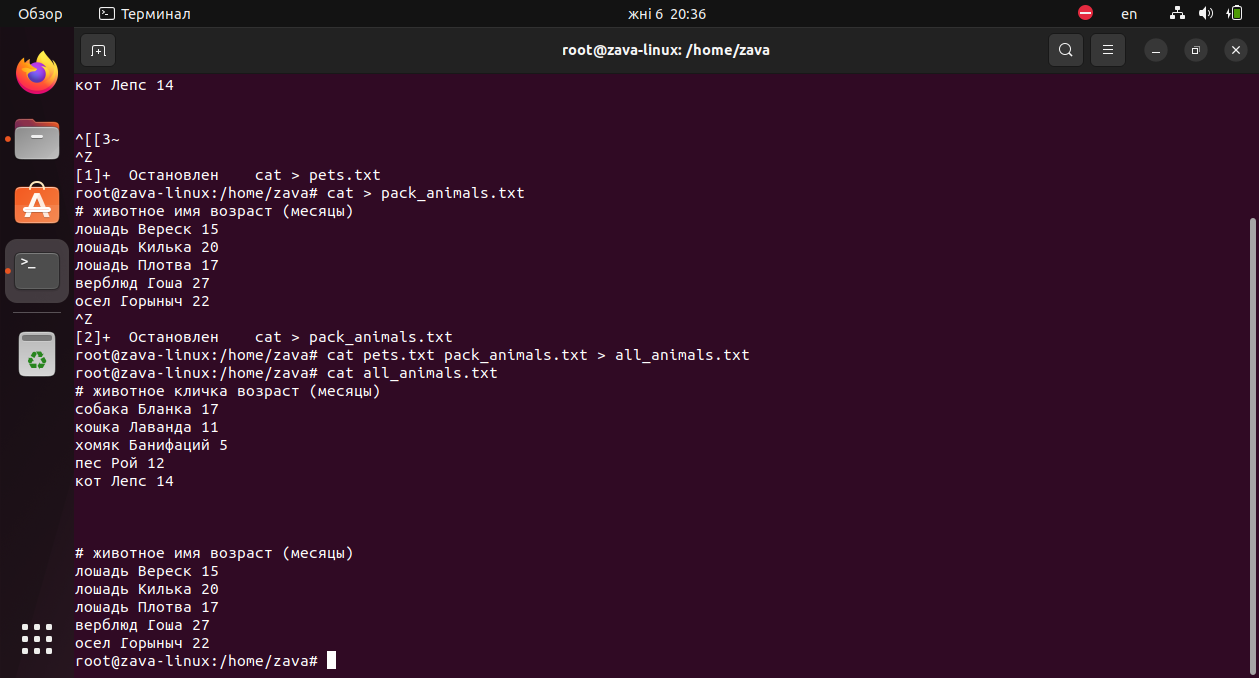 Обзор
Терминал
жні 6 20:36
en
root@zava-linux: /home/zava
кот Лепс 14
^[[3~
^Z
[1]+  Остановлен    cat > pets.txt
root@zava-linux:/home/zava# cat > pack_animals.txt
# животное имя возраст (месяцы)
лошадь Вереск 15
лошадь Килька 20
лошадь Плотва 17
верблюд Гоша 27
осел Горыныч 22
^Z
[2]+  Остановлен    cat > pack_animals.txt
root@zava-linux:/home/zava# cat pets.txt pack_animals.txt > all_animals.txt
root@zava-linux:/home/zava# cat all_animals.txt
# животное кличка возраст (месяцы)
собака Бланка 17
кошка Лаванда 11
хомяк Банифаций 5
пес Рой 12
кот Лепс 14
# животное имя возраст (месяцы)
лошадь Вереск 15
лошадь Килька 20
лошадь Плотва 17
верблюд Гоша 27
осел Горыныч 22
root@zava-linux:/home/zava#